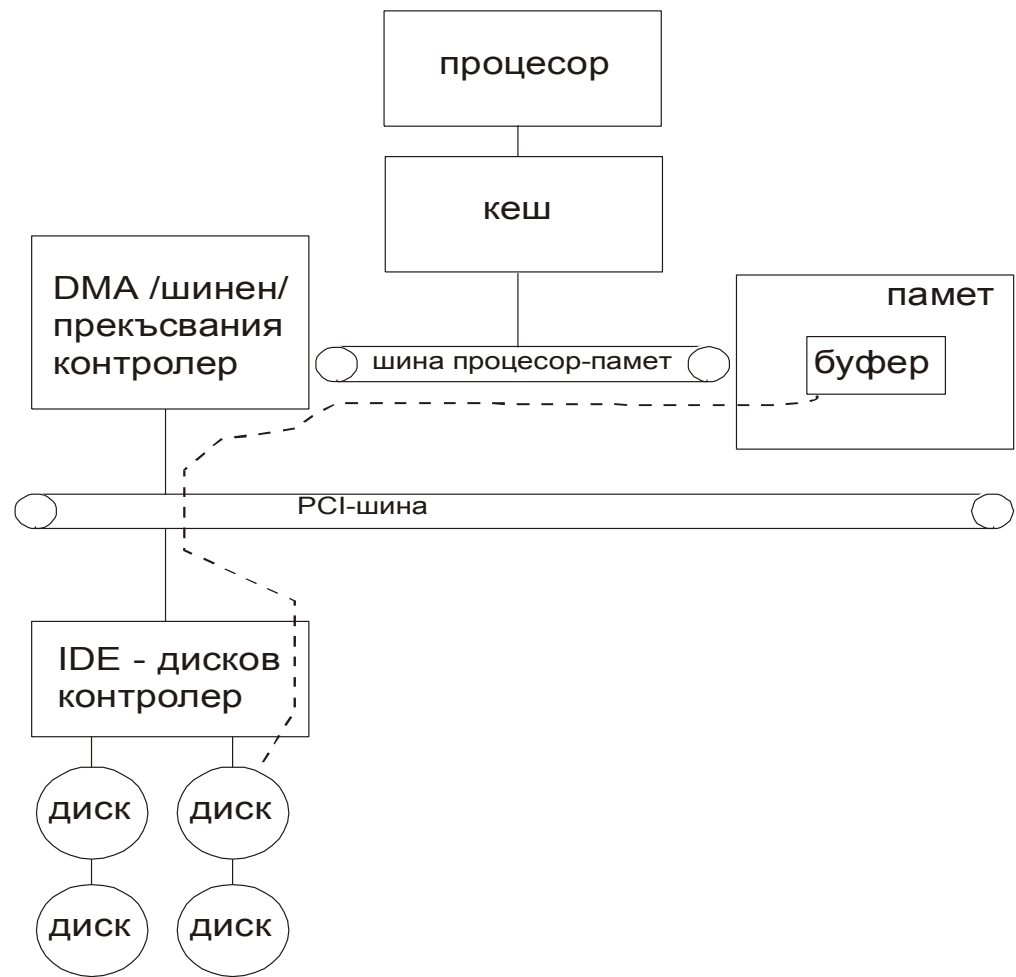 процесор
кеш
DMA /шинен/
прекъсвания
контролер
памет
буфер
шина процесор-памет
PCI-шина
IDE - дисков
контролер
диск
диск
диск
диск